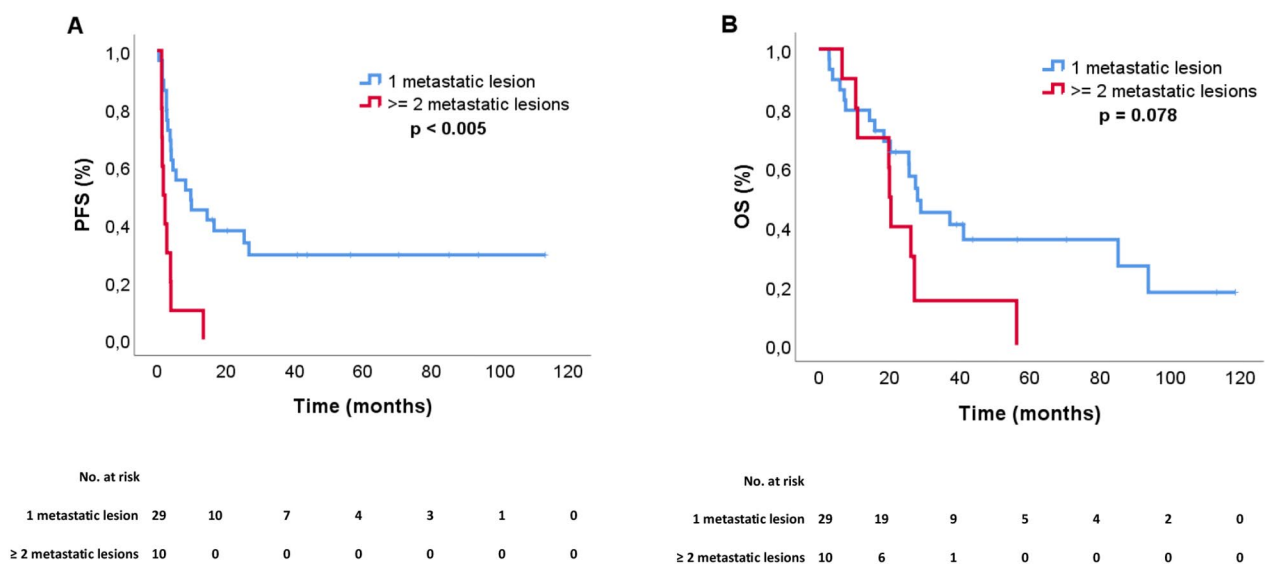 A
1,0
0,8
0,6
0,4
0,2
0,0
PFS (%)
1 metastatic lesion
>= 2 metastatic lesions
p < 0.005
0 20 40 60 80 100 120
Time (months)
No. at risk
1 metastatic lesion 29 10 7 4 3 1 0
≥ 2 metastatic lesions 10 0 0 0 0 0 0
B
1,0
0,8
0,6
0,4
0,2
0,0
OS (%)
1 metastatic lesion
>= 2 metastatic lesions
p = 0.078
0 20 40 60 80 100 120
Time (months)
No. at risk
1 metastatic lesion 29 19 9 5 4 2 0
≥ 2 metastatic lesions 10 6 1 0 0 0 0